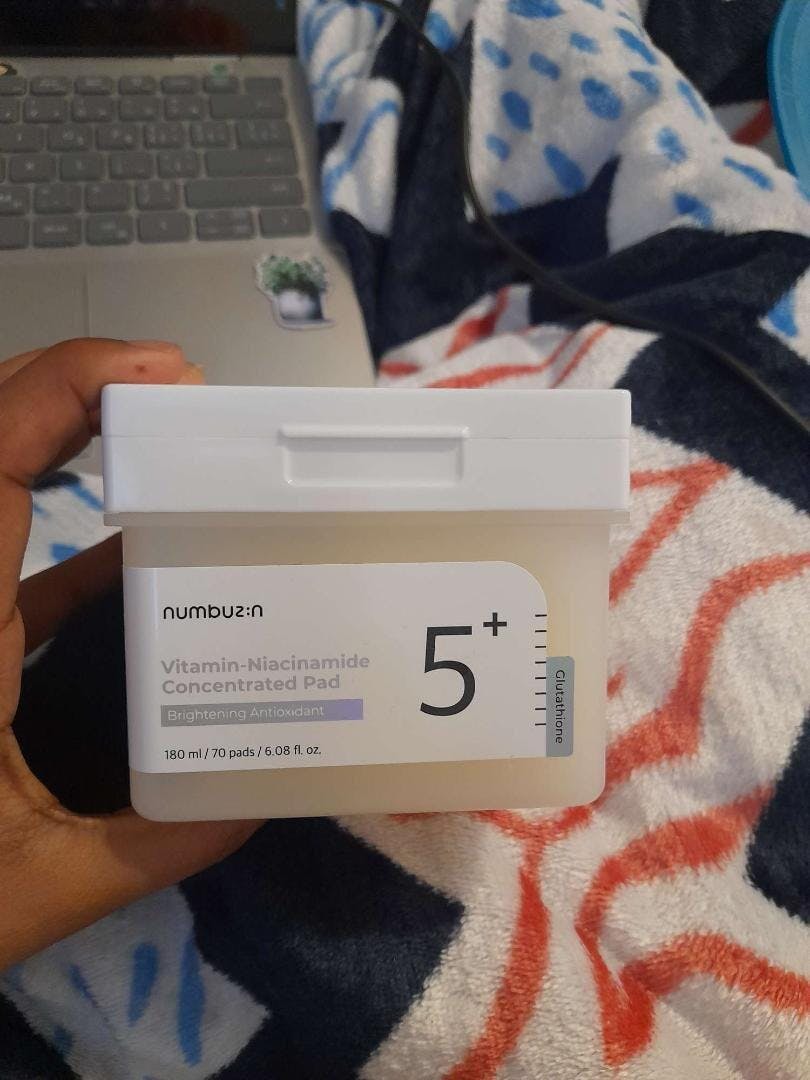 numbuz:n
Vitamin-Niacinamide
Concentrated Pad
Brightening Antioxidant
180 ml / 70 pads / 6.08 fl. oz.
5+
Glutathione